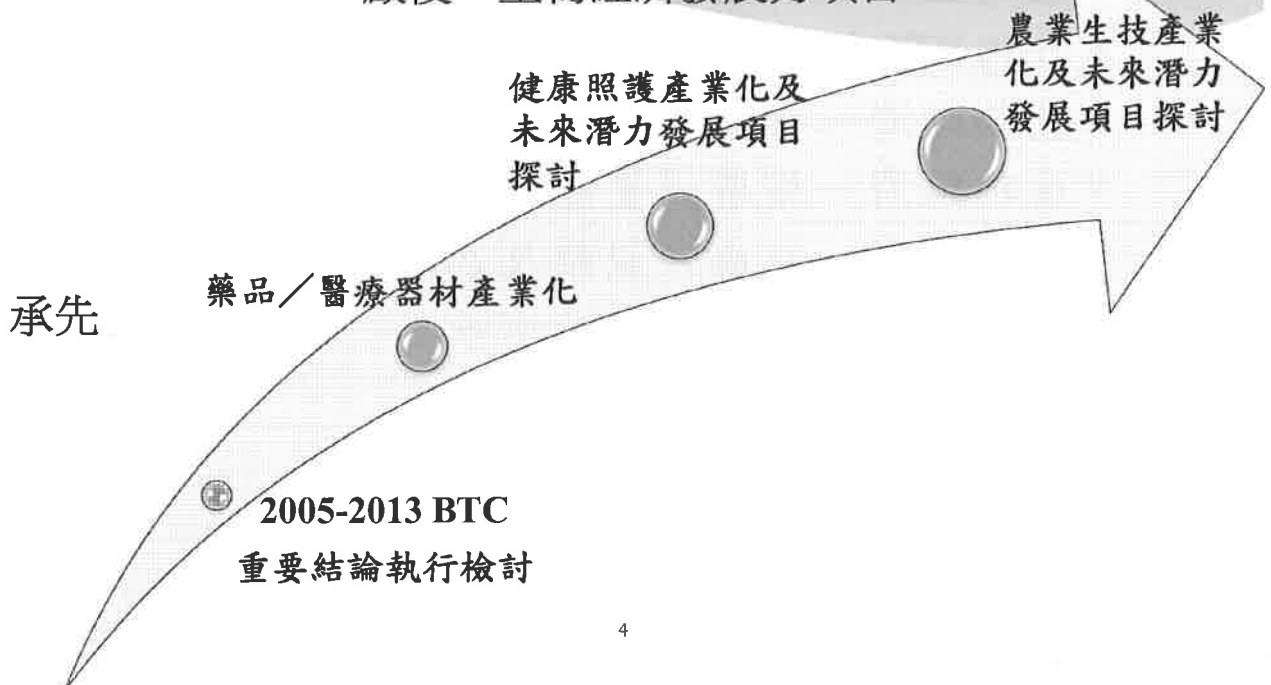 健康照護產業化及
未來潛力發展項目
探討
農業生技產業
化及未來潛力
發展項目探討
藥品／醫療器材產業化
承先
2005-2013 BTC
重要結論執行檢討
4